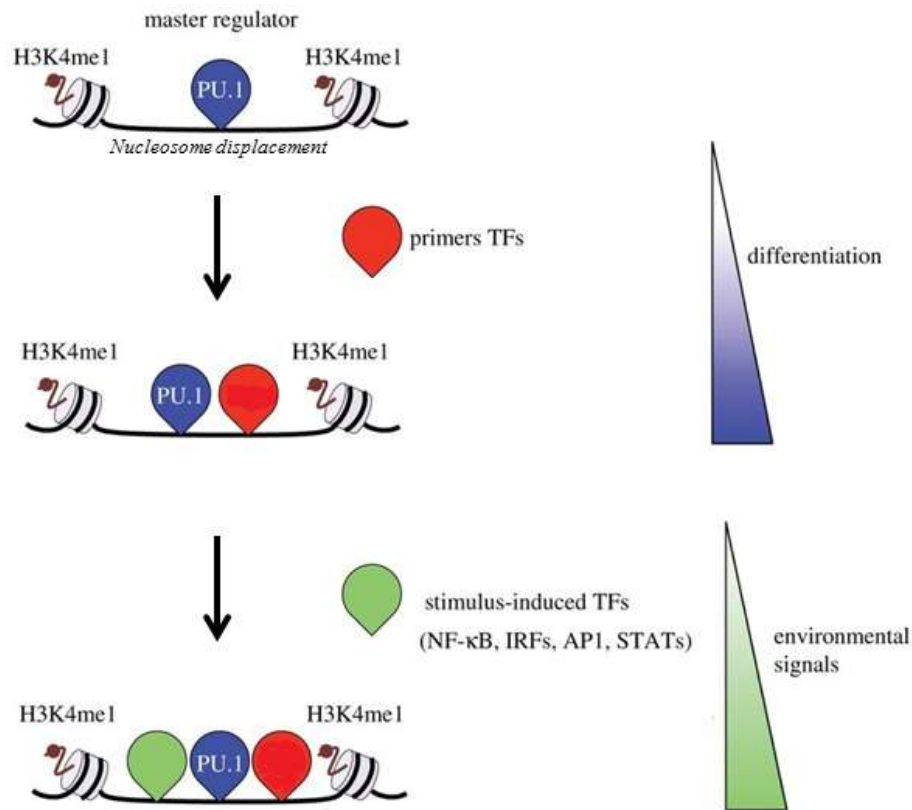 master regulator
H3K4me1
H3K4me1
PU.1
Nucleosome displacement
primers TFs
differentiation
H3K4me1
H3K4me1
PU.1
stimulus-induced TFs
(NF-κB, IRFs, AP1, STATs)
environmental
signals
H3K4me1
H3K4me1
PU.1